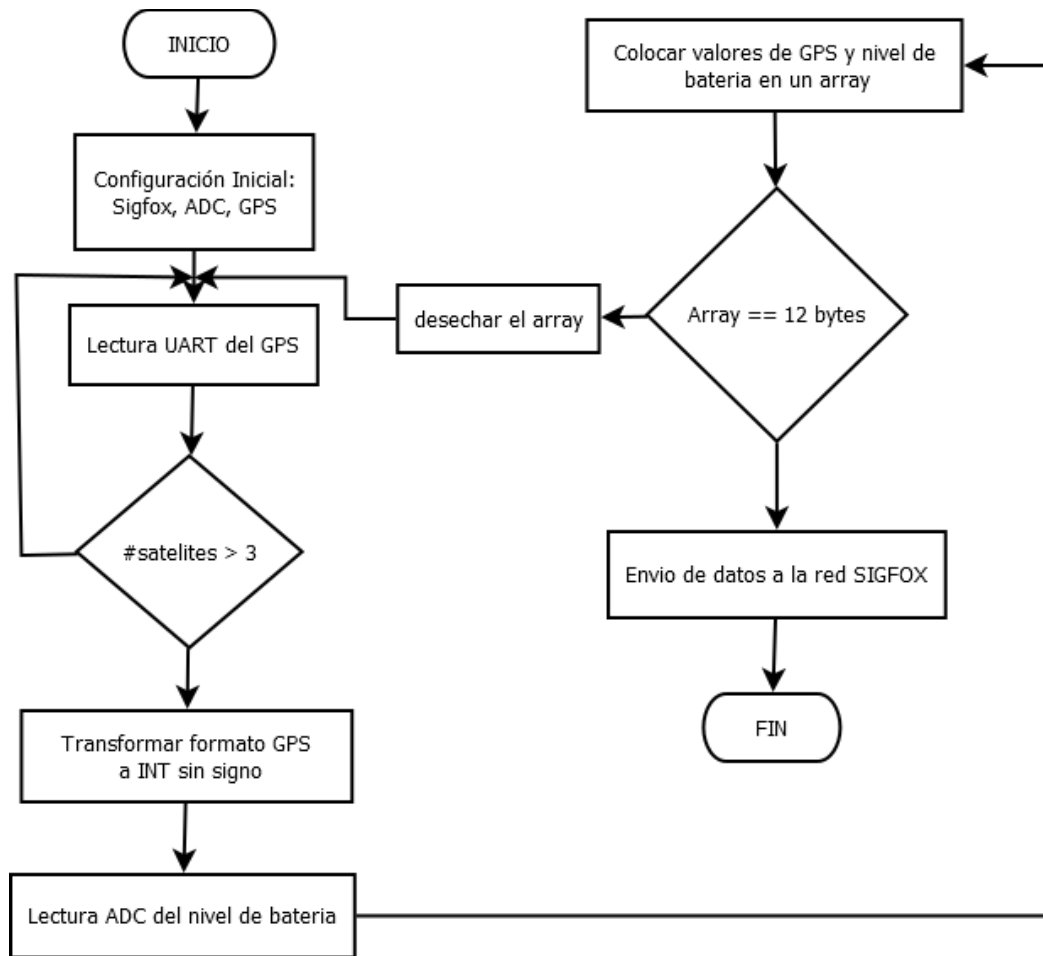 INICIO
Configuración Inicial:
Sigfox, ADC, GPS
Lectura UART del GPS
#satelites > 3
Transformar formato GPS
a INT sin signo
Lectura ADC del nivel de bateria
Colocar valores de GPS y nivel de
bateria en un array
Array == 12 bytes
desechar el array
Envio de datos a la red SIGFOX
FIN